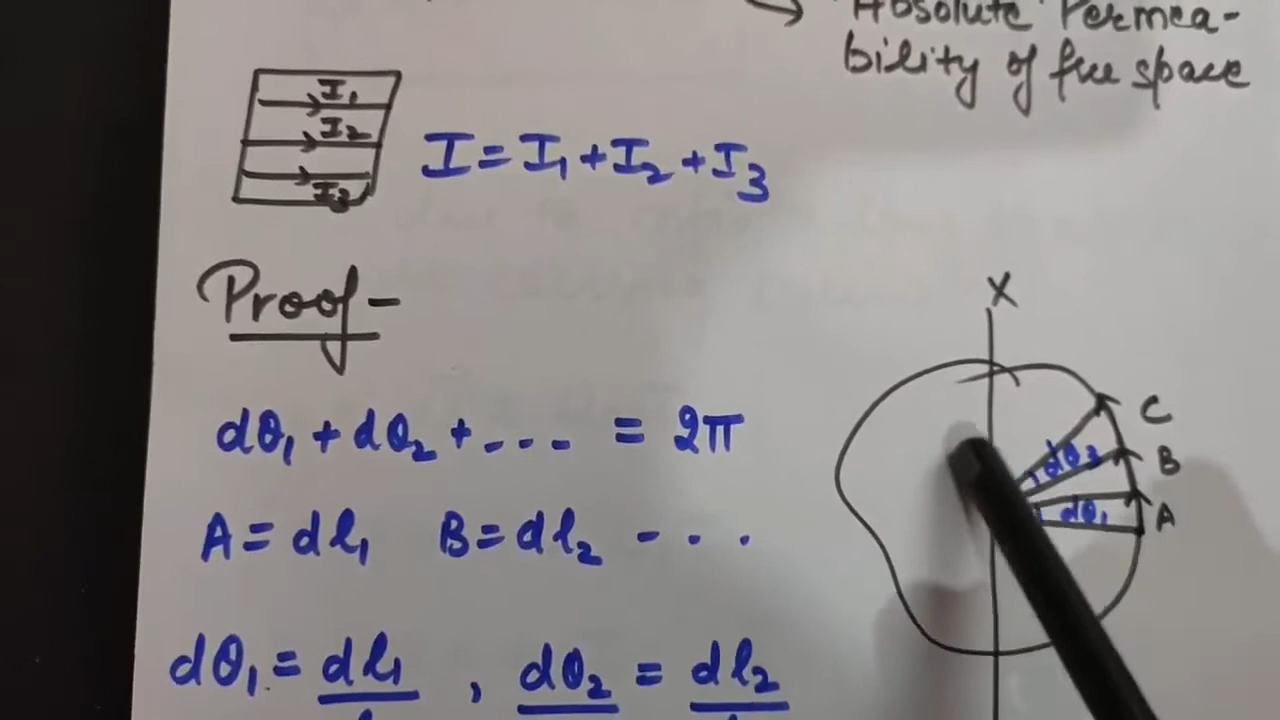 → Absolute Permea-
bility of free space
I₁
I₂
I₃
I = I₁ + I₂ + I₃
Proof-
X
dθ₁ + dθ₂ + - - - = 2π
C
B
dθ₂
A
dθ₁
A = dl₁ B = dl₂ - - .
dθ₁ = dl₁ , dθ₂ = dl₂